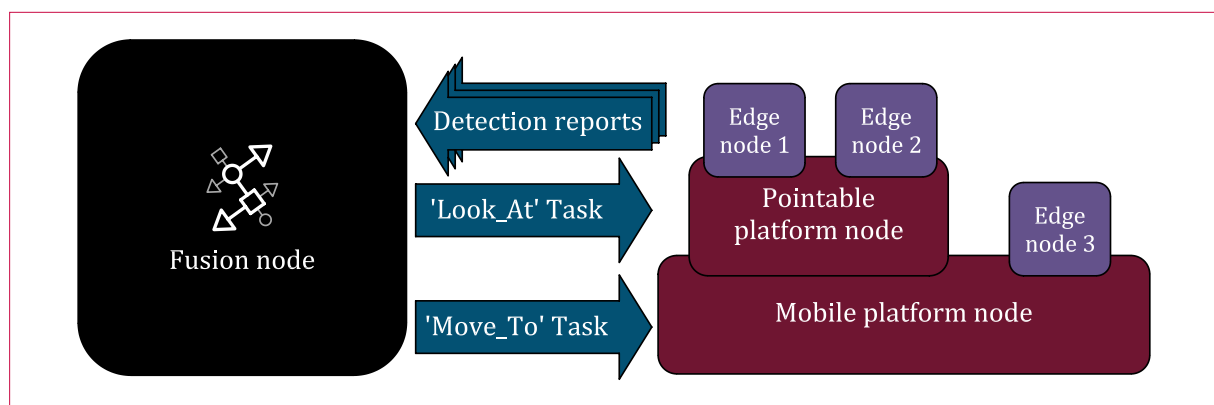 Detection reports
'Look_At' Task
'Move_To' Task
Fusion node
Edge
node 1
Edge
node 2
Pointable
platform node
Edge
node 3
Mobile platform node